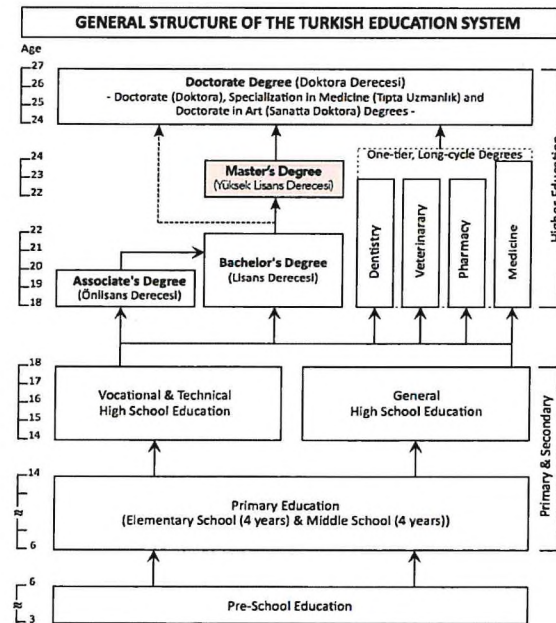 GENERAL STRUCTURE OF THE TURKISH EDUCATION SYSTEM
Age
27
26
25
24
Doctorate Degree (Doktora Derecesi)
- Doctorate (Doktora), Specialization in Medicine (Tıpta Uzmanlık) and
Doctorate in Art (Sanatta Doktora) Degrees -
24
23
22
Master's Degree
(Yüksek Lisans Derecesi)
One-tier, Long-cycle Degrees
Dentistry
Veterinarary
Pharmacy
Medicine
Higher Education
22
21
20
19
18
Bachelor's Degree
(Lisans Derecesi)
Associate's Degree
(Önlisans Derecesi)
18
17
16
15
14
Vocational & Technical
High School Education
General
High School Education
Primary & Secondary
14
≈
6
Primary Education
(Elementary School (4 years) & Middle School (4 years))
6
≈
3
Pre-School Education